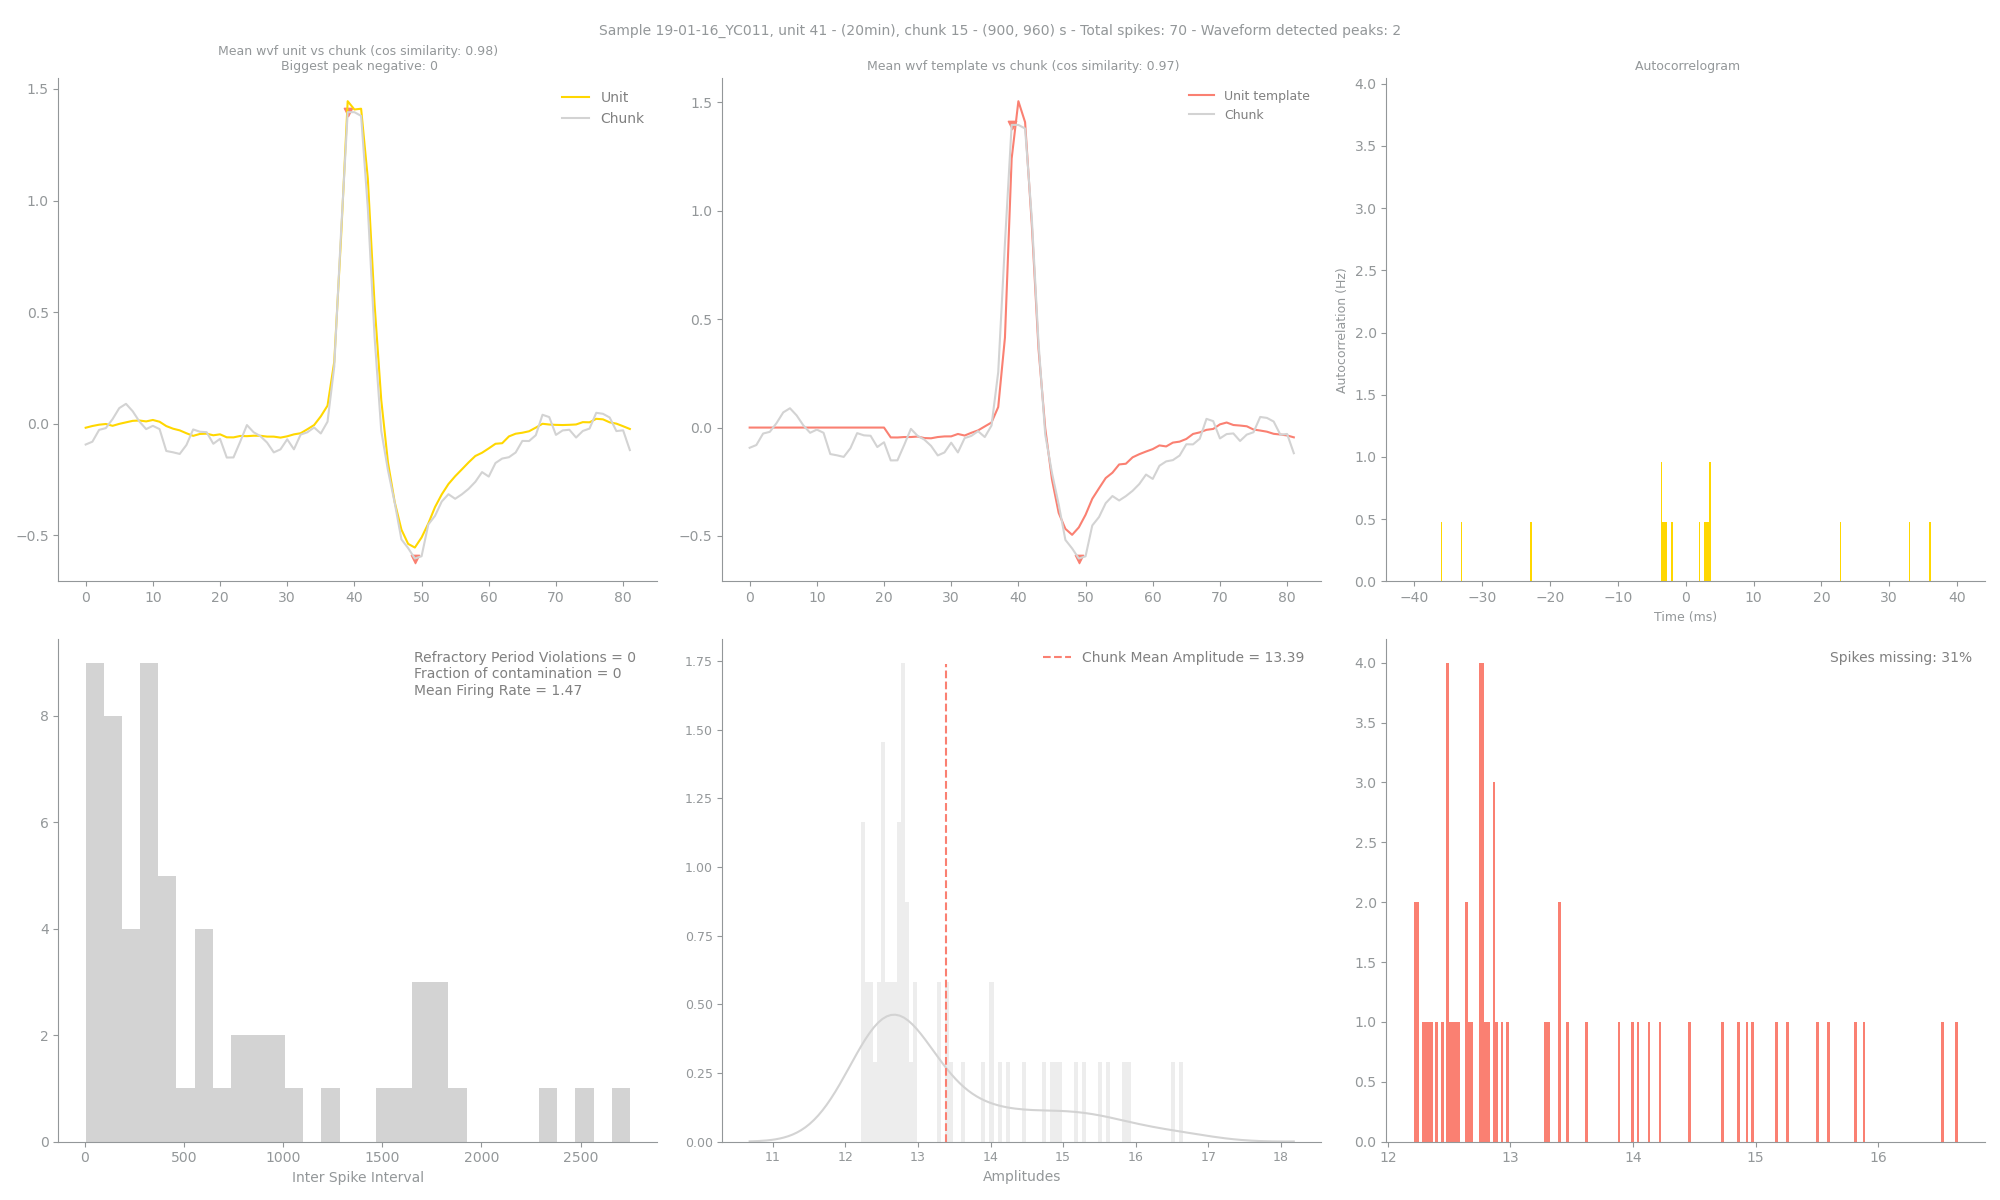 Sample 19-01-16_YC011, unit 41 - (20min), chunk 15 - (900, 960) s - Total spikes: 70 - Waveform detected peaks: 2
Mean wvf unit vs chunk (cos similarity: 0.98)
Biggest peak negative: 0
Unit
Chunk
1.5
1.0
0.5
0.0
−0.5
0 10 20 30 40 50 60 70 80
Mean wvf template vs chunk (cos similarity: 0.97)
Unit template
Chunk
1.5
1.0
0.5
0.0
−0.5
0 10 20 30 40 50 60 70 80
Autocorrelogram
Autocorrelation (Hz)
4.0
3.5
3.0
2.5
2.0
1.5
1.0
0.5
0.0
−40 −30 −20 −10 0 10 20 30 40
Time (ms)
Refractory Period Violations = 0
Fraction of contamination = 0
Mean Firing Rate = 1.47
8
6
4
2
0
0 500 1000 1500 2000 2500
Inter Spike Interval
Chunk Mean Amplitude = 13.39
1.75
1.50
1.25
1.00
0.75
0.50
0.25
0.00
11 12 13 14 15 16 17 18
Amplitudes
Spikes missing: 31%
4.0
3.5
3.0
2.5
2.0
1.5
1.0
0.5
0.0
12 13 14 15 16